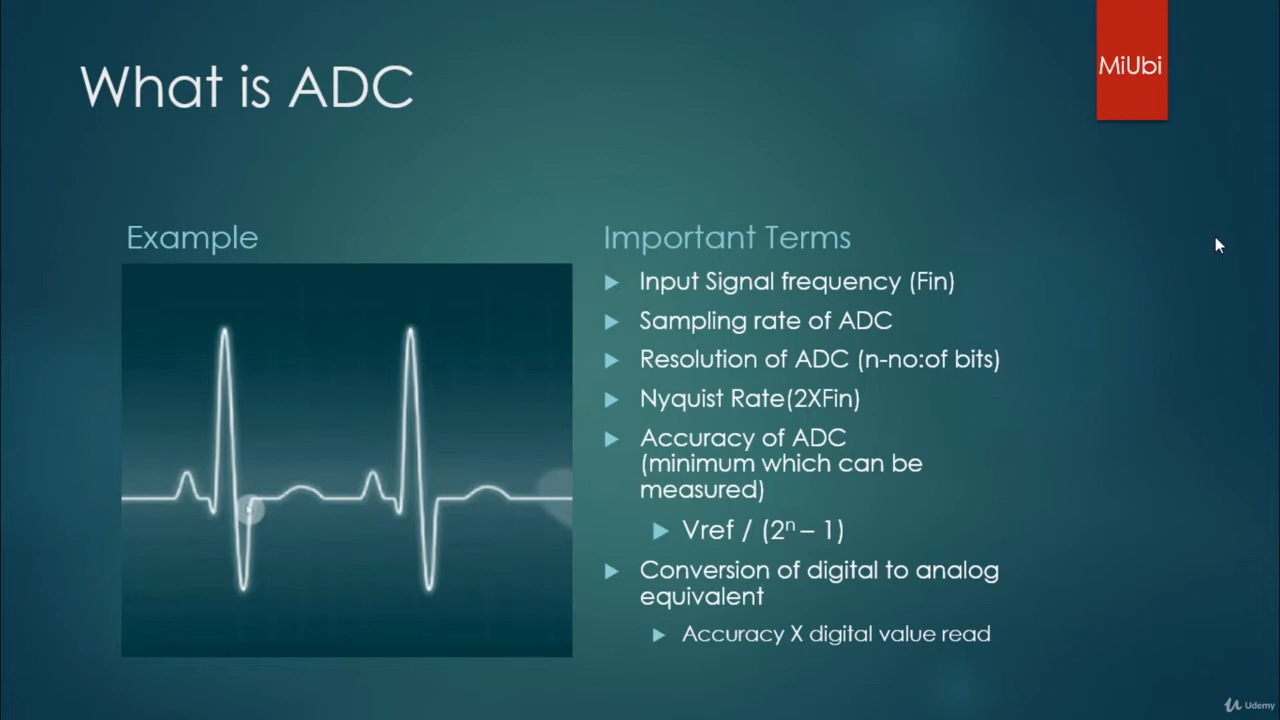 What is ADC
MiUbi
Example
Important Terms
Input Signal frequency (Fin)
Sampling rate of ADC
Resolution of ADC (n-no:of bits)
Nyquist Rate(2XFin)
Accuracy of ADC
(minimum which can be
measured)
Vref / (2ⁿ – 1)
Conversion of digital to analog
equivalent
Accuracy X digital value read
Udemy